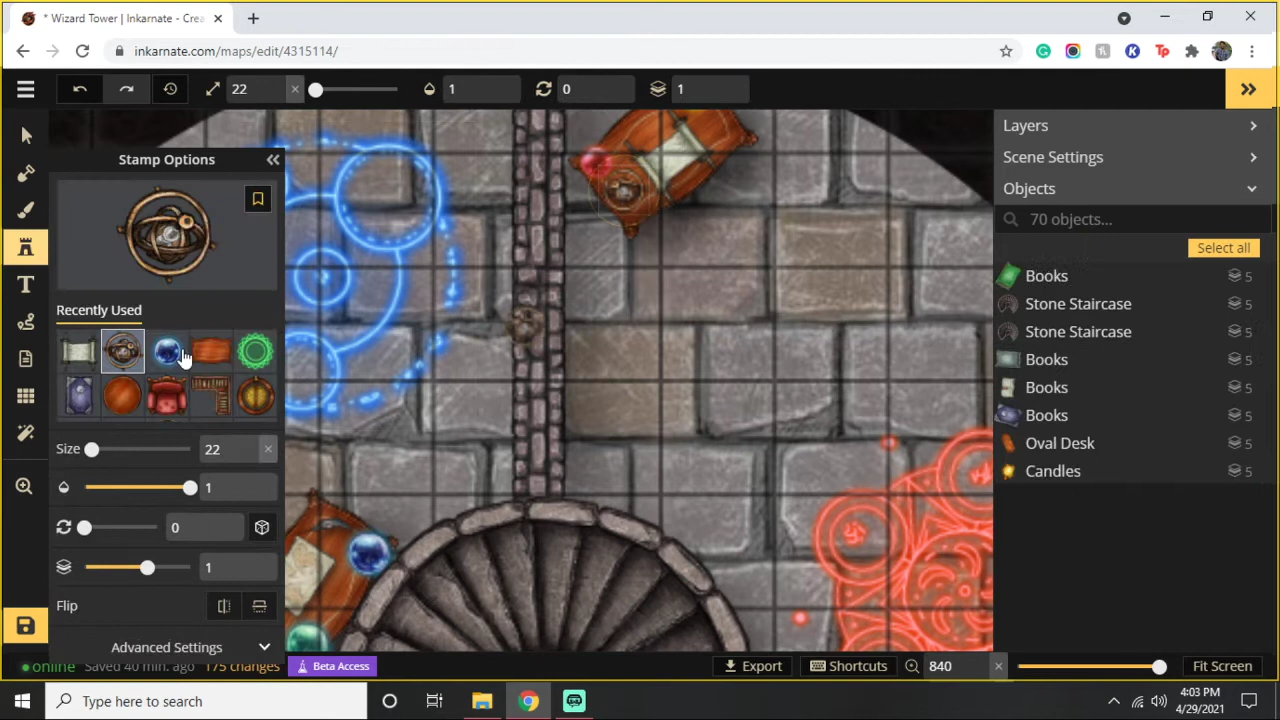 * Wizard Tower | Inkarnate - Crea
inkarnate.com/maps/edit/4315114/
22
1
0
1
Layers
Scene Settings
Objects
70 objects...
Select all
Books 5
Stone Staircase 5
Stone Staircase 5
Books 5
Books 5
Books 5
Oval Desk 5
Candles 5
Stamp Options
Recently Used
Size 22
1
0
1
Flip
Advanced Settings
online Saved 40 min. ago 175 changes Beta Access Export Shortcuts 840 Fit Screen
Type here to search
4:03 PM
4/29/2021